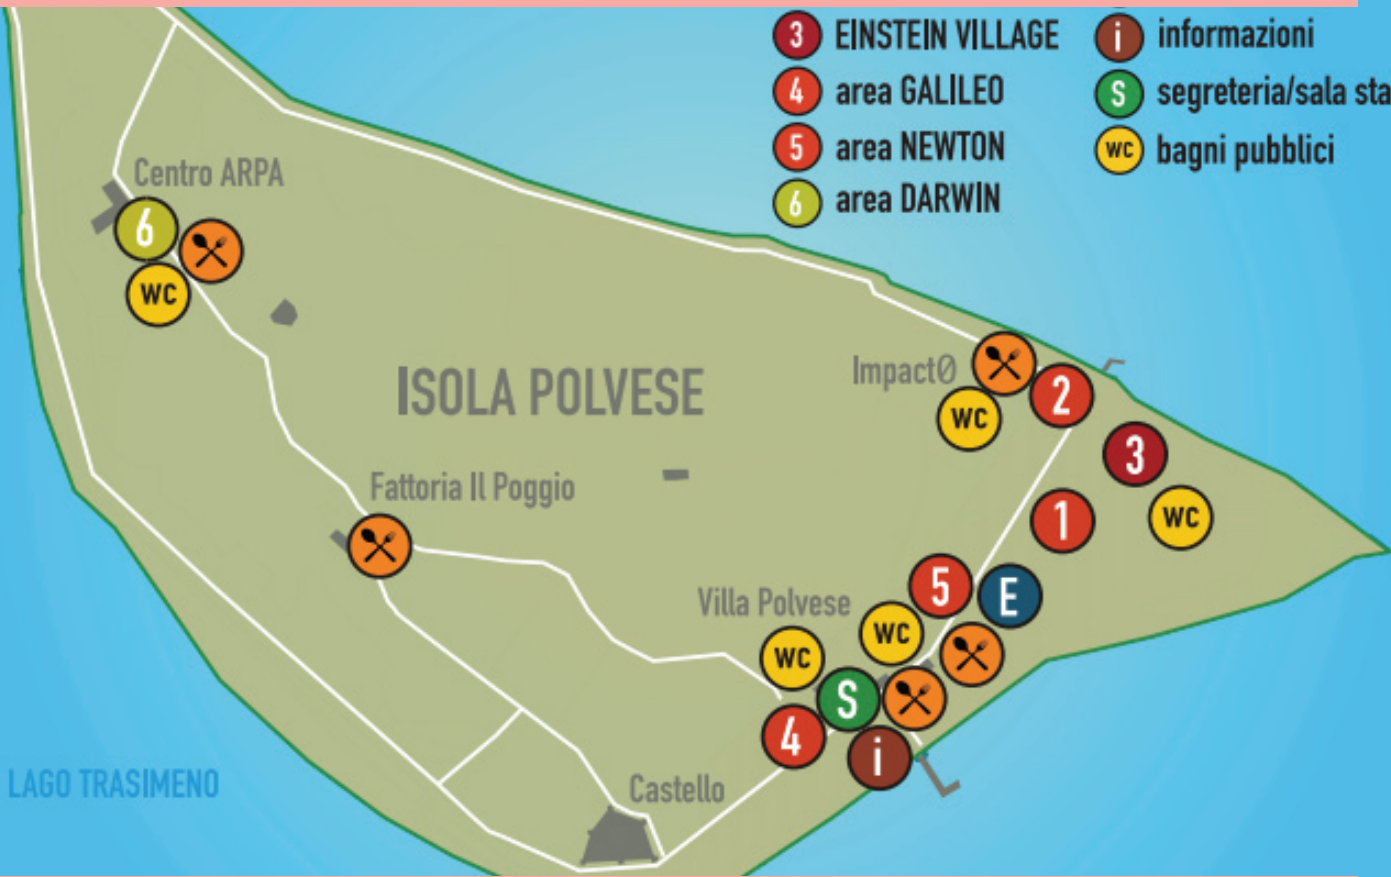 3 EINSTEIN VILLAGE
i informazioni
4 area GALILEO
S segreteria/sala sta
5 area NEWTON
WC bagni pubblici
6 area DARWIN
Centro ARPA
6
WC
ISOLA POLVESE
ImpactØ
2
WC
3
Fattoria Il Poggio
1
WC
5
E
Villa Polvese
WC
WC
S
4
i
Castello
LAGO TRASIMENO